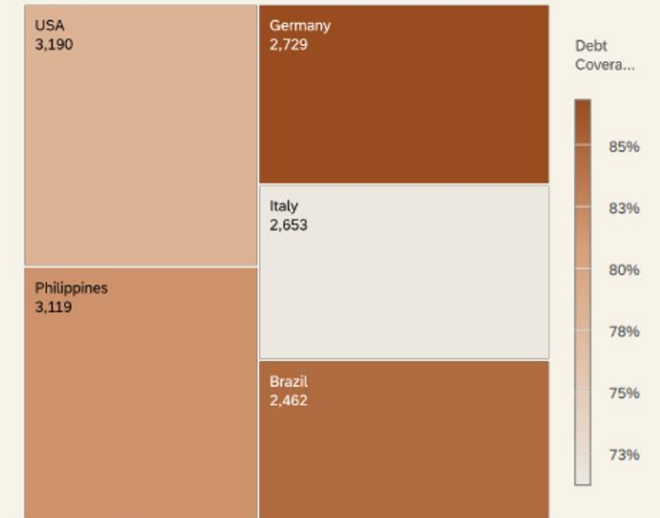 USA
3,190
Germany
2,729
Debt
Covera...
85%
Italy
2,653
83%
80%
Philippines
3,119
78%
Brazil
2,462
75%
73%